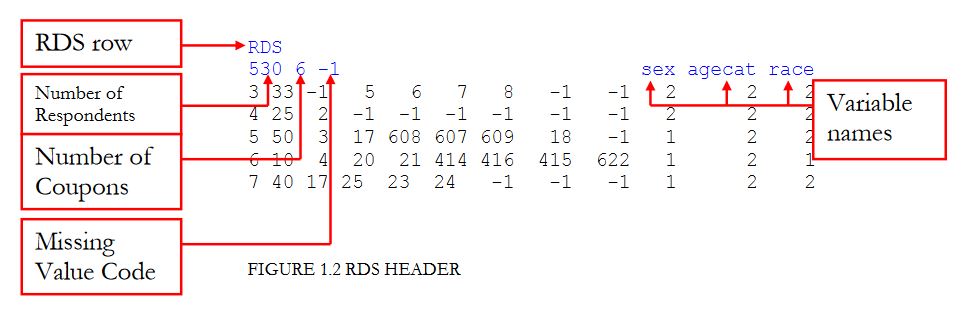 RDS row
RDS
530 6 -1 sex agecat race
Number of
Respondents
3 33 -1 5 6 7 8 -1 -1 2 2 2
4 25 2 -1 -1 -1 -1 -1 -1 2 2 2
5 50 3 17 608 607 609 18 -1 1 2 2
6 10 4 20 21 414 416 415 622 1 2 1
7 40 17 25 23 24 -1 -1 -1 1 2 2
Variable
names
Number of
Coupons
Missing
Value Code
FIGURE 1.2 RDS HEADER